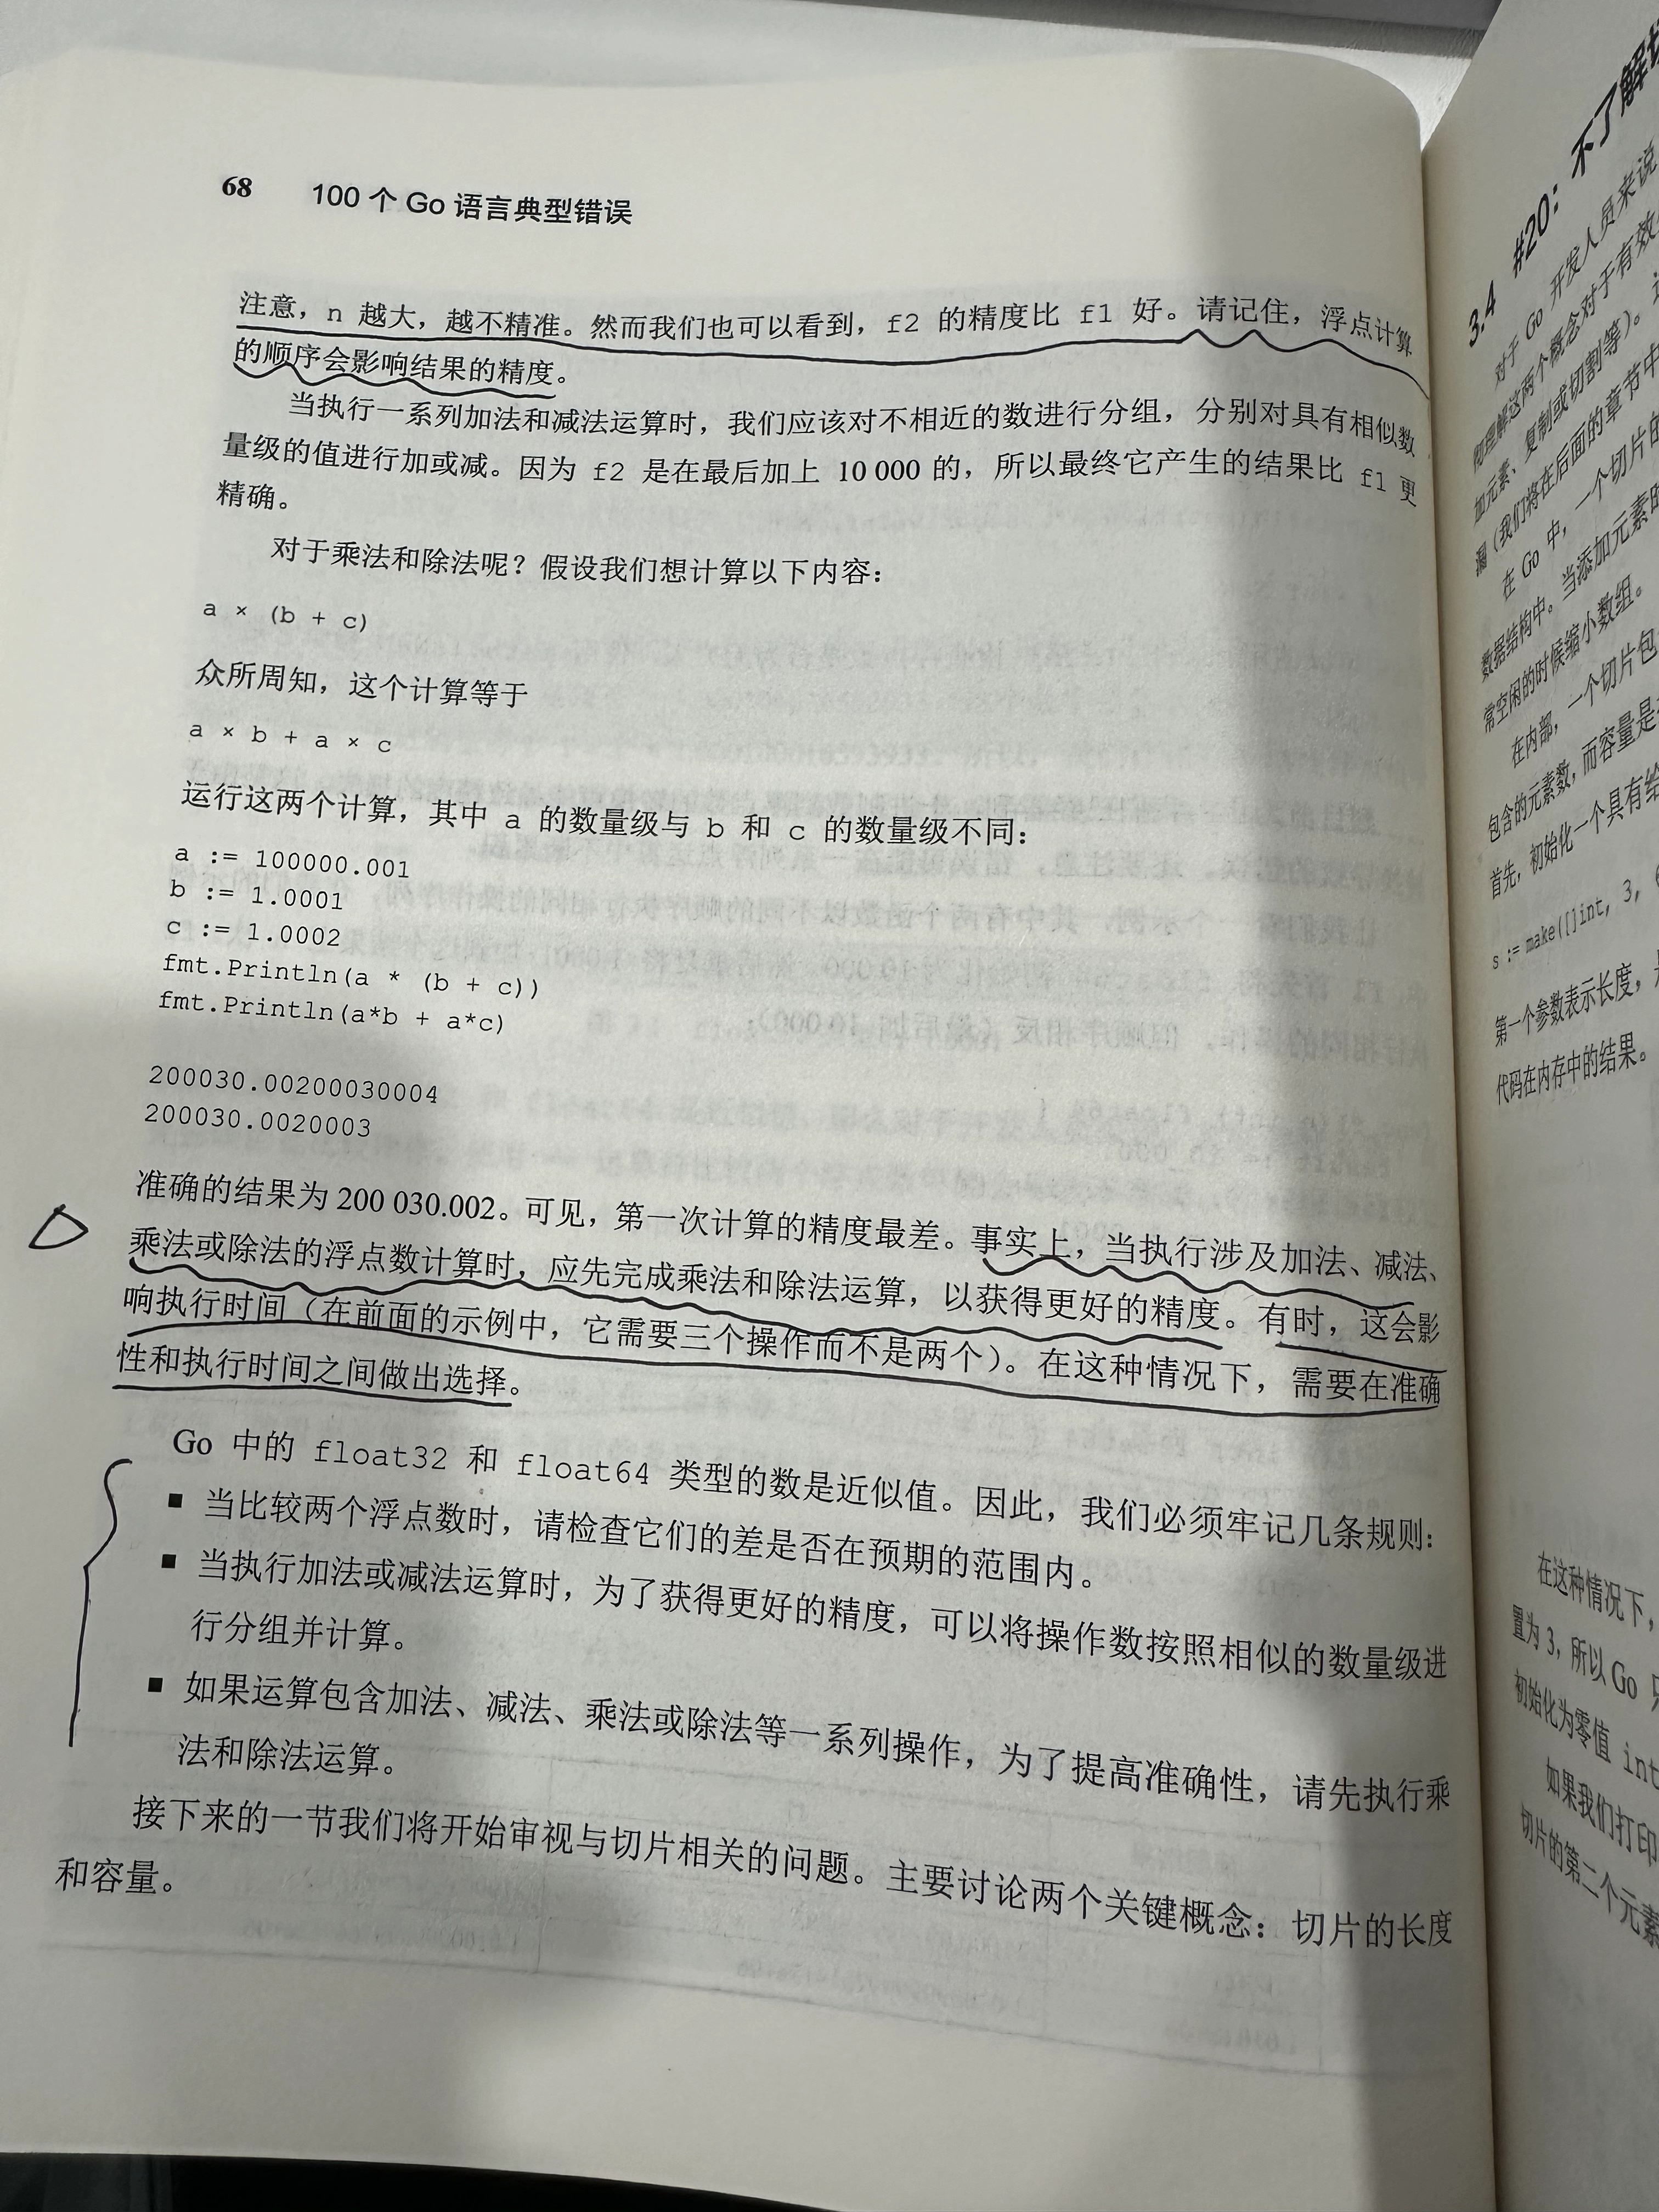 68 100 个 Go 语言典型错误
注意，n 越大，越不精准。然而我们也可以看到，f2 的精度比 f1 好。请记住，浮点计算
的顺序会影响结果的精度。
当执行一系列加法和减法运算时，我们应该对不相近的数进行分组，分别对具有相似数
量级的值进行加或减。因为 f2 是在最后加上 10 000 的，所以最终它产生的结果比 f1 更
精确。
对于乘法和除法呢？假设我们想计算以下内容：
a × (b + c)
众所周知，这个计算等于
a × b + a × c
运行这两个计算，其中 a 的数量级与 b 和 c 的数量级不同：
a := 100000.001
b := 1.0001
c := 1.0002
fmt.Println(a * (b + c))
fmt.Println(a*b + a*c)
200030.00200030004
200030.0020003
准确的结果为 200 030.002。可见，第一次计算的精度最差。事实上，当执行涉及加法、减法、
乘法或除法的浮点数计算时，应先完成乘法和除法运算，以获得更好的精度。有时，这会影
响执行时间（在前面的示例中，它需要三个操作而不是两个）。在这种情况下，需要在准确
性和执行时间之间做出选择。
Go 中的 float32 和 float64 类型的数是近似值。因此，我们必须牢记几条规则：
■ 当比较两个浮点数时，请检查它们的差是否在预期的范围内。
■ 当执行加法或减法运算时，为了获得更好的精度，可以将操作数按照相似的数量级进
行分组并计算。
■ 如果运算包含加法、减法、乘法或除法等一系列操作，为了提高准确性，请先执行乘
法和除法运算。
接下来的一节我们将开始审视与切片相关的问题。主要讨论两个关键概念：切片的长度
和容量。
3.4 #20：不了解
对于 Go 开发人员来说
彻理解这两个概念对于有效
加元素、复制或切割等）。
漏（我们将在后面的章节中
在 Go 中，一个切片的
数据结构中。当添加元素的
常空闲的时候缩小数组。
在内部，一个切片包
包含的元素数，而容量是
首先，初始化一个具有给
s := make([]int, 3,
第一个参数表示长度，
代码在内存中的结果。
在这种情况下，
置为 3，所以 Go
初始化为零值 int
如果我们打印
切片的第二个元素